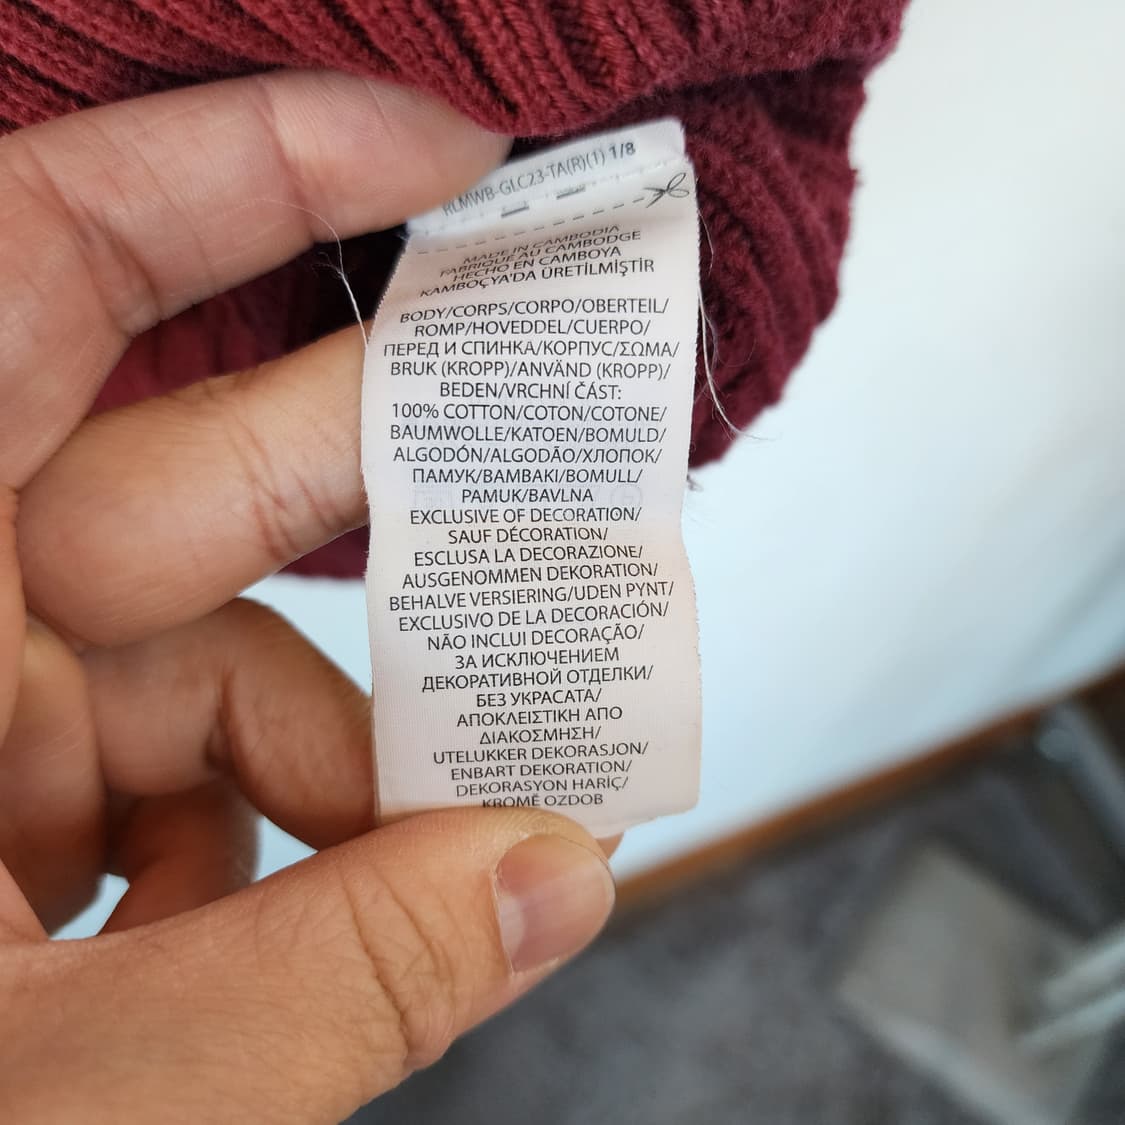 RLMWB-GLC23-TA(R)(1) 1/8
MADE IN CAMBODIA
FABRIQUÉ AU CAMBODGE
HECHO EN CAMBOYA
KAMBOÇYA'DA ÜRETİLMİŞTİR
BODY/CORPS/CORPO/OBERTEIL/
ROMP/HOVEDDEL/CUERPO/
ПЕРЕД И СПИНКА/КОРПУС/ΣΩΜΑ/
BRUK (KROPP)/ANVÄND (KROPP)/
BEDEN/VRCHNÍ ČÁST:
100% COTTON/COTON/COTONE/
BAUMWOLLE/KATOEN/BOMULD/
ALGODÓN/ALGODÃO/ХЛОПОК/
ПАМУК/BAMBAKI/BOMULL/
PAMUK/BAVLNA
EXCLUSIVE OF DECORATION/
SAUF DÉCORATION/
ESCLUSA LA DECORAZIONE/
AUSGENOMMEN DEKORATION/
BEHALVE VERSIERING/UDEN PYNT/
EXCLUSIVO DE LA DECORACIÓN/
NÃO INCLUI DECORAÇÃO/
ЗА ИСКЛЮЧЕНИЕМ
ДЕКОРАТИВНОЙ ОТДЕЛКИ/
БЕЗ УКРАСАТА/
ΑΠΟΚΛΕΙΣΤΙΚΗ ΑΠΟ
ΔΙΑΚΟΣΜΗΣΗ/
UTELUKKER DEKORASJON/
ENBART DEKORATION/
DEKORASYON HARİÇ/
KROMĚ OZDOB